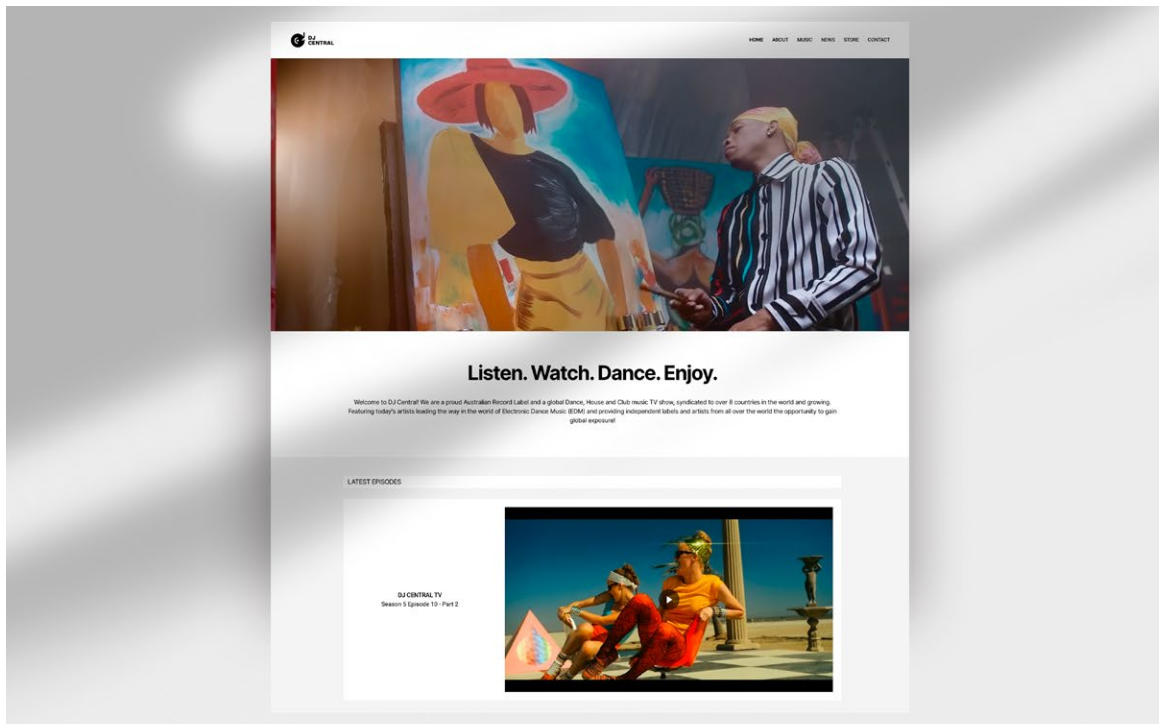 DJ
CENTRAL
HOME ABOUT MUSIC NEWS STORE CONTACT
Listen. Watch. Dance. Enjoy.
Welcome to DJ Central! We are a proud Australian Record Label and a global Dance, House and Club music TV show, syndicated to over 8 countries in the world and growing.
Featuring today's artists leading the way in the world of Electronic Dance Music (EDM) and providing independent labels and artists from all over the world the opportunity to gain
global exposure!
LATEST EPISODES
DJ CENTRAL TV
Season 5 Episode 10 - Part 2